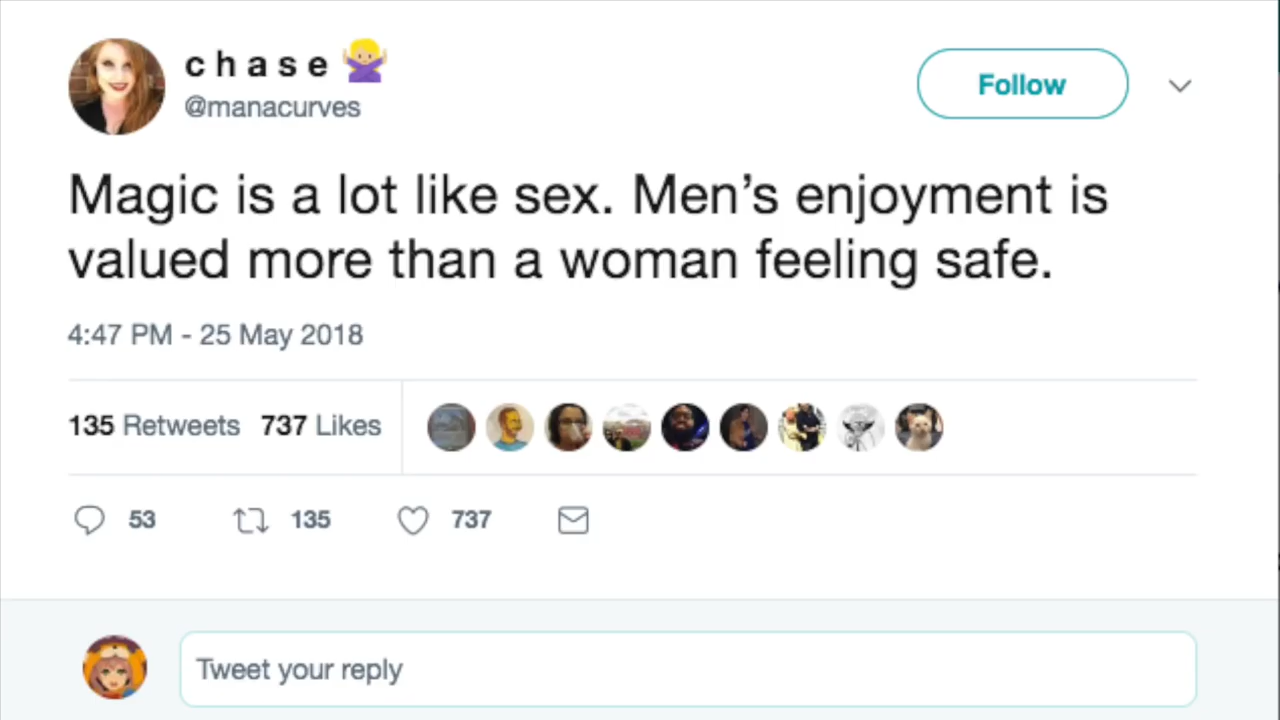 c h a s e 🙅🏼‍♀️
@manacurves
Follow
Magic is a lot like sex. Men’s enjoyment is
valued more than a woman feeling safe.
4:47 PM - 25 May 2018
135 Retweets 737 Likes
53 135 737
Tweet your reply